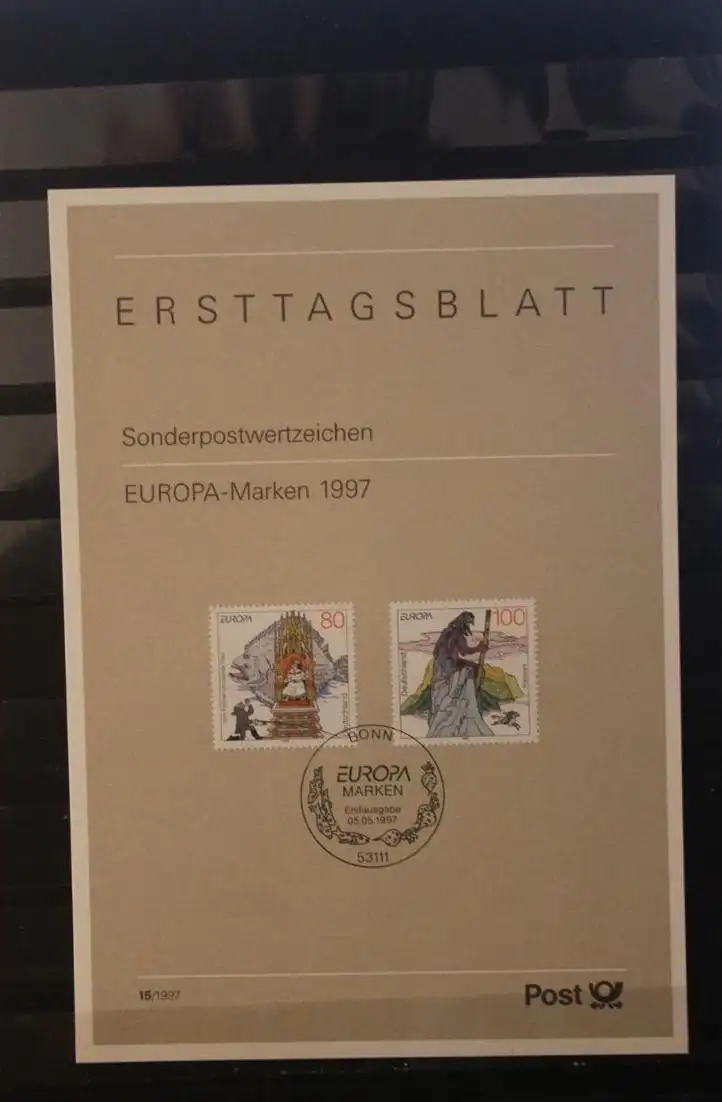 ERSTTAGSBLATT
Sonderpostwertzeichen
EUROPA-Marken 1997
EUROPA 80
EUROPA 100
Deutschland
Deutschland
BONN
EUROPA
MARKEN
Erstausgabe
05.05.1997
53111
15/1997
Post